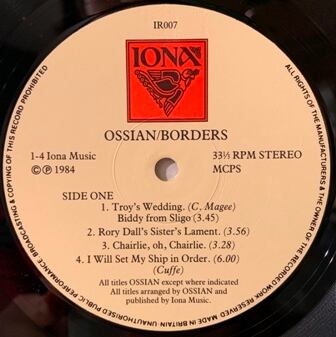 IR007
IONA
OSSIAN/BORDERS
1-4 Iona Music
33⅓ RPM STEREO
© ℗ 1984
MCPS
SIDE ONE
1. Troy's Wedding. (C. Magee)
Biddy from Sligo (3.45)
2. Rory Dall's Sister's Lament. (3.56)
3. Chairlie, oh, Chairlie. (3.28)
4. I Will Set My Ship in Order. (6.00)
(Cuffe)
All titles OSSIAN except where indicated
All titles arranged by OSSIAN and
published by Iona Music.
ALL RIGHTS OF THE MANUFACTURERS & THE OWNER OF THE RECORDED WORK RESERVED MADE IN BRITAIN · UNAUTHORISED PUBLIC PERFORMANCE BROADCASTING & COPYING OF THIS RECORD PROHIBITED